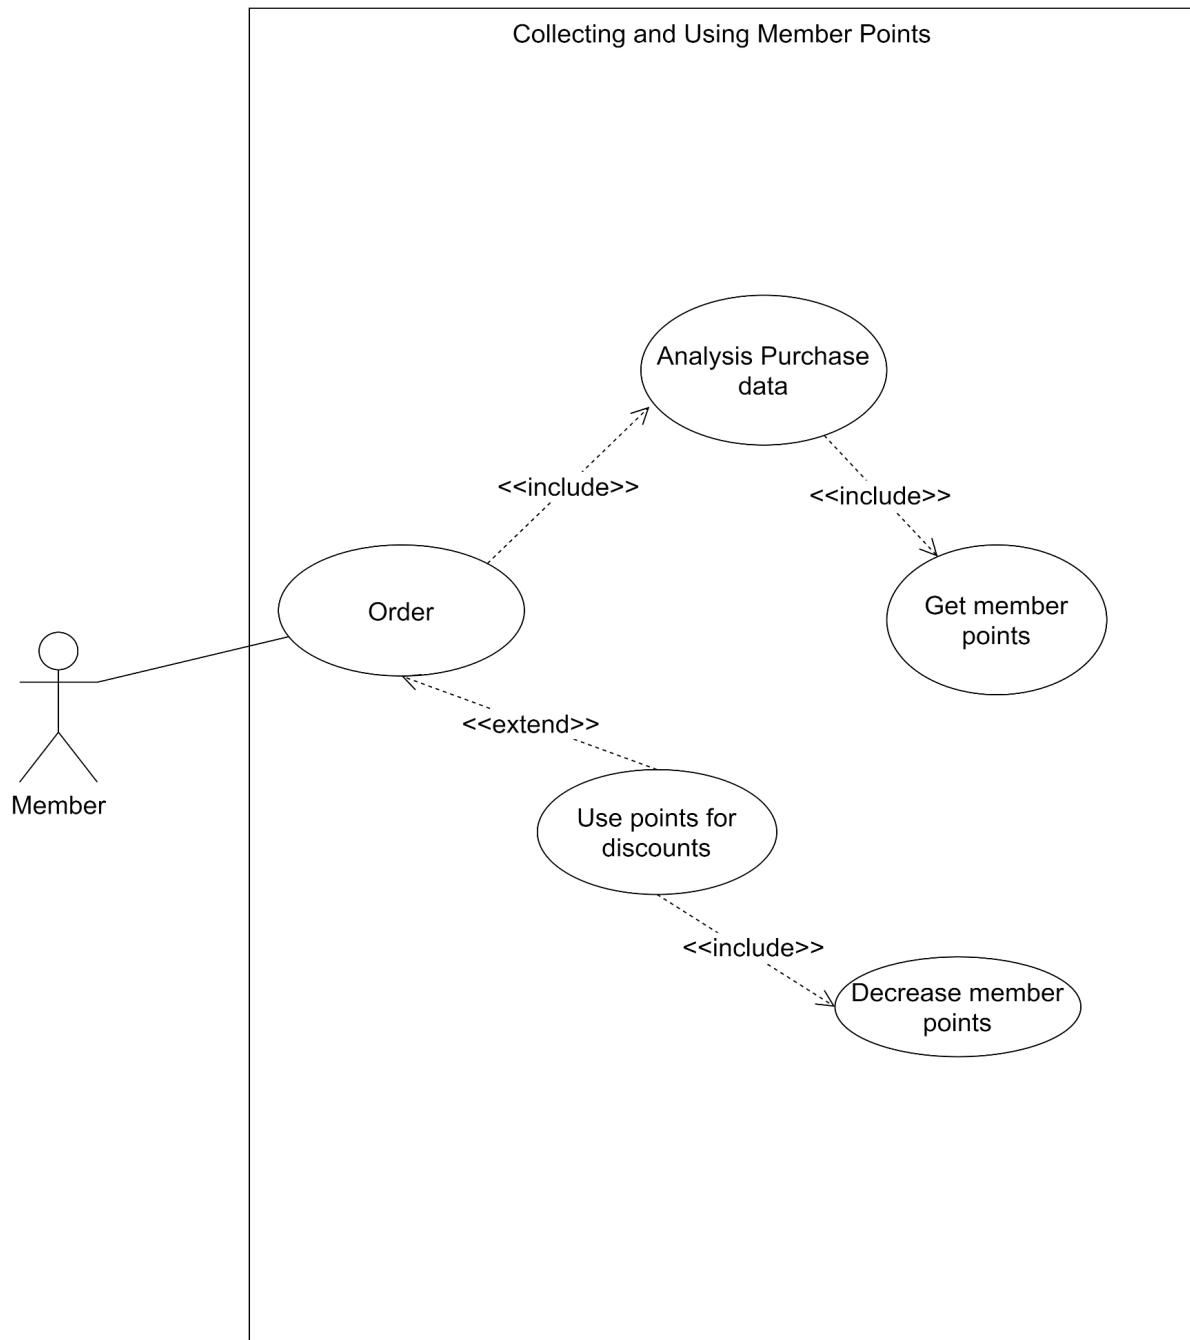 Collecting and Using Member Points
Analysis Purchase
data
<<include>>
<<include>>
Order
Get member
points
Member
<<extend>>
Use points for
discounts
<<include>>
Decrease member
points